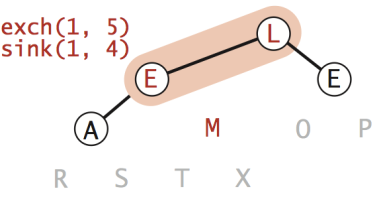 exch(1, 5)
sink(1, 4)
L
E E
A M O P
R S T X